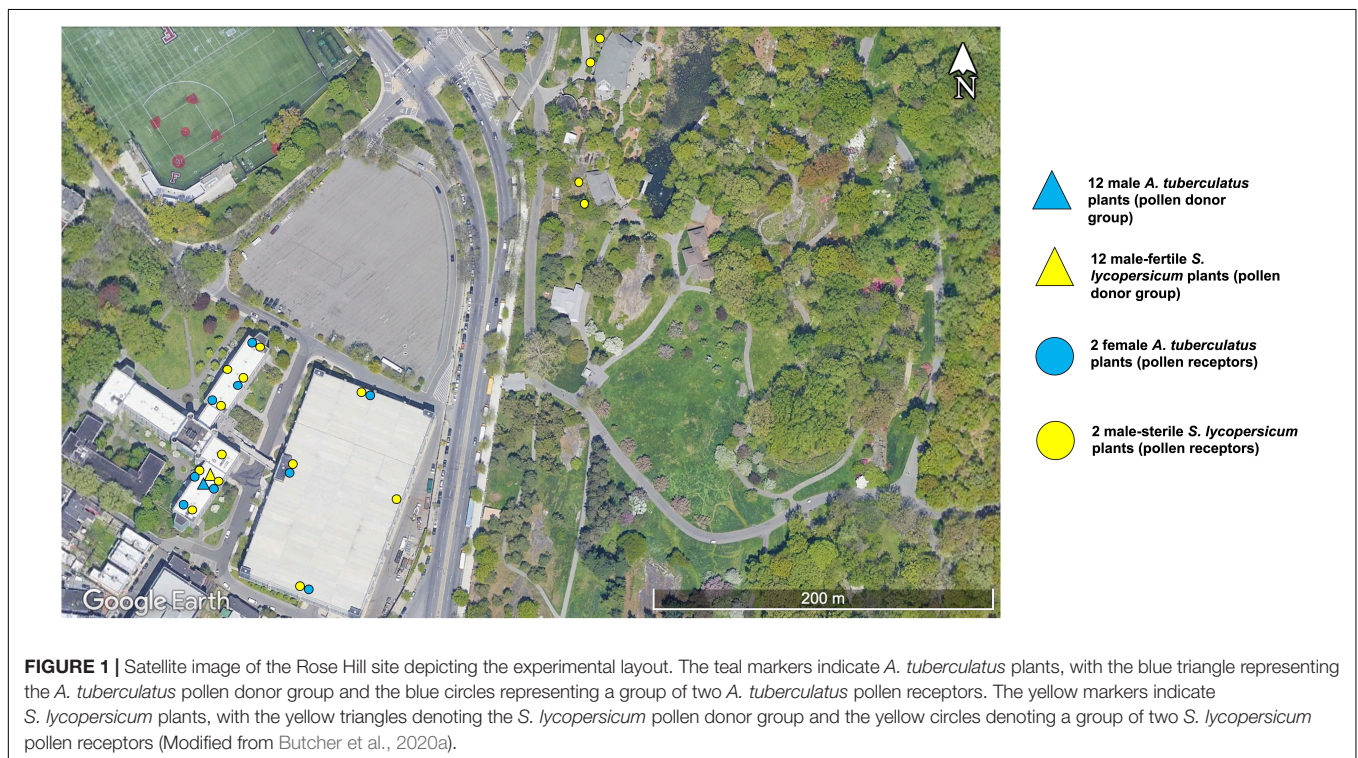 N
12 male A. tuberculatus
plants (pollen donor
group)
12 male-fertile S.
lycopersicum plants (pollen
donor group)
2 female A. tuberculatus
plants (pollen receptors)
2 male-sterile S. lycopersicum
plants (pollen receptors)
Google Earth
200 m
FIGURE 1 | Satellite image of the Rose Hill site depicting the experimental layout. The teal markers indicate A. tuberculatus plants, with the blue triangle representing
the A. tuberculatus pollen donor group and the blue circles representing a group of two A. tuberculatus pollen receptors. The yellow markers indicate
S. lycopersicum plants, with the yellow triangles denoting the S. lycopersicum pollen donor group and the yellow circles denoting a group of two S. lycopersicum
pollen receptors (Modified from Butcher et al., 2020a).